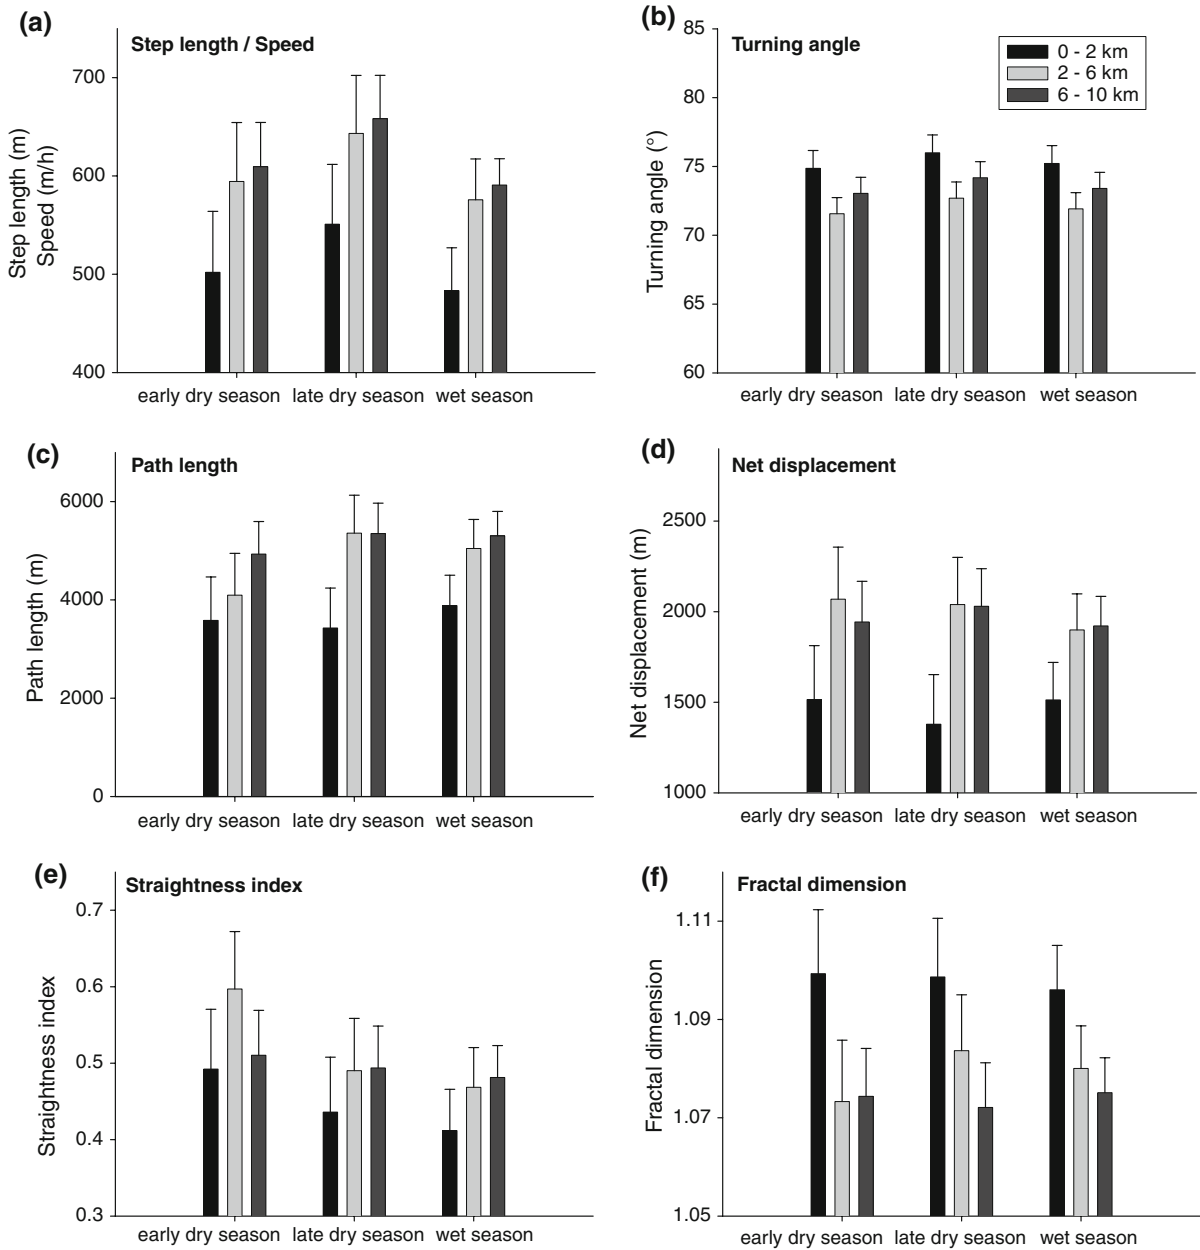 (a)
Step length / Speed
700
600
500
400
Step length (m)
Speed (m/h)
early dry season late dry season wet season
(b)
Turning angle
85
80
75
70
65
60
Turning angle (°)
0 - 2 km
2 - 6 km
6 - 10 km
early dry season late dry season wet season
(c)
Path length
6000
4000
2000
0
Path length (m)
early dry season late dry season wet season
(d)
Net displacement
2500
2000
1500
1000
Net displacement (m)
early dry season late dry season wet season
(e)
Straightness index
0.7
0.6
0.5
0.4
0.3
Straightness index
early dry season late dry season wet season
(f)
Fractal dimension
1.11
1.09
1.07
1.05
Fractal dimension
early dry season late dry season wet season